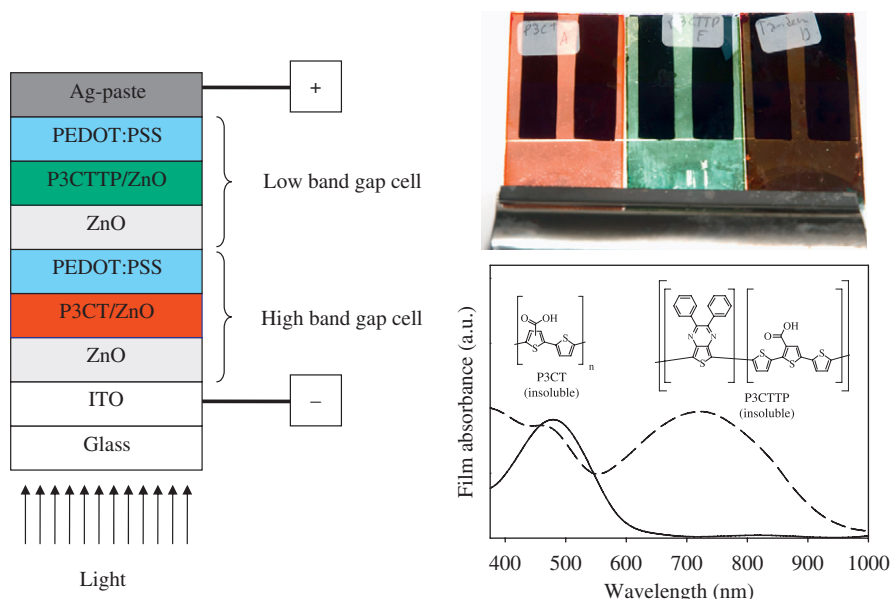 Ag-paste
+
PEDOT:PSS
P3CTTP/ZnO
Low band gap cell
ZnO
PEDOT:PSS
P3CT/ZnO
High band gap cell
ZnO
ITO
–
Glass
Light
P3CT
A
P3CTTP
F
Tandem
Film absorbance (a.u.)
O
OH
S
S
n
P3CT
(insoluble)
N
N
S
O
OH
S
S
S
P3CTTP
(insoluble)
400 500 600 700 800 900 1000
Wavelength (nm)